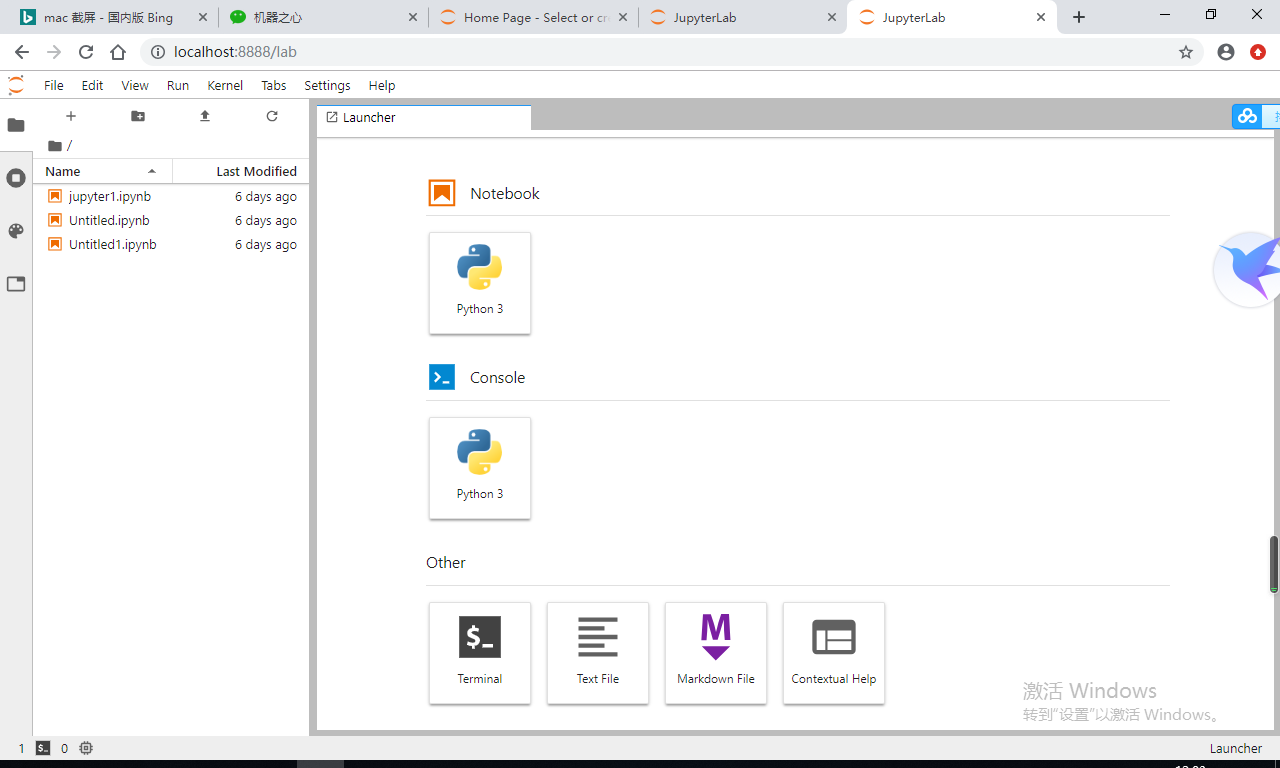 mac 截屏 - 国内版 Bing
机器之心
Home Page - Select or cr
JupyterLab
JupyterLab
localhost:8888/lab
File Edit View Run Kernel Tabs Settings Help
Launcher
/
Name Last Modified
jupyter1.ipynb 6 days ago
Untitled.ipynb 6 days ago
Untitled1.ipynb 6 days ago
Notebook
Python 3
Console
Python 3
Other
$_
M
Terminal Text File Markdown File Contextual Help
激活 Windows
转到"设置"以激活 Windows。
1 $_ 0 Launcher